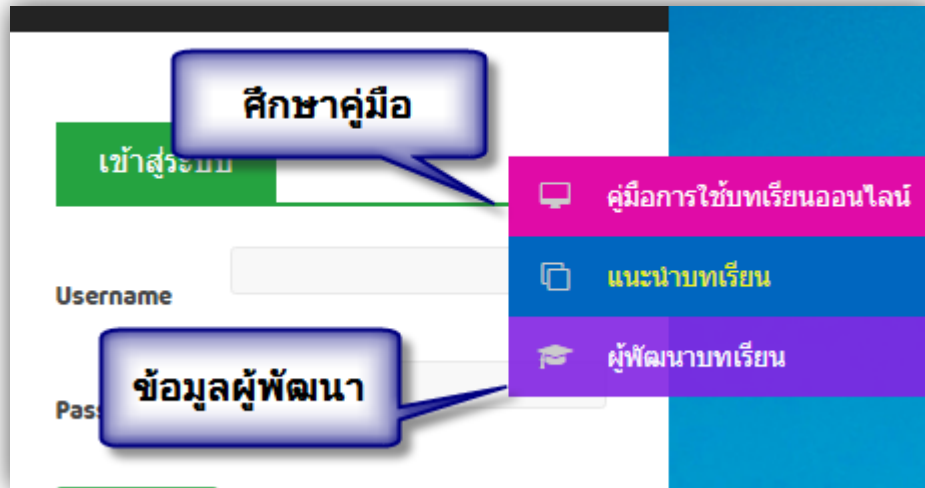 ศึกษาคู่มือ
เข้าสู่ระบบ
คู่มือการใช้บทเรียนออนไลน์
Username
แนะนำบทเรียน
ข้อมูลผู้พัฒนา
ผู้พัฒนาบทเรียน
Pass